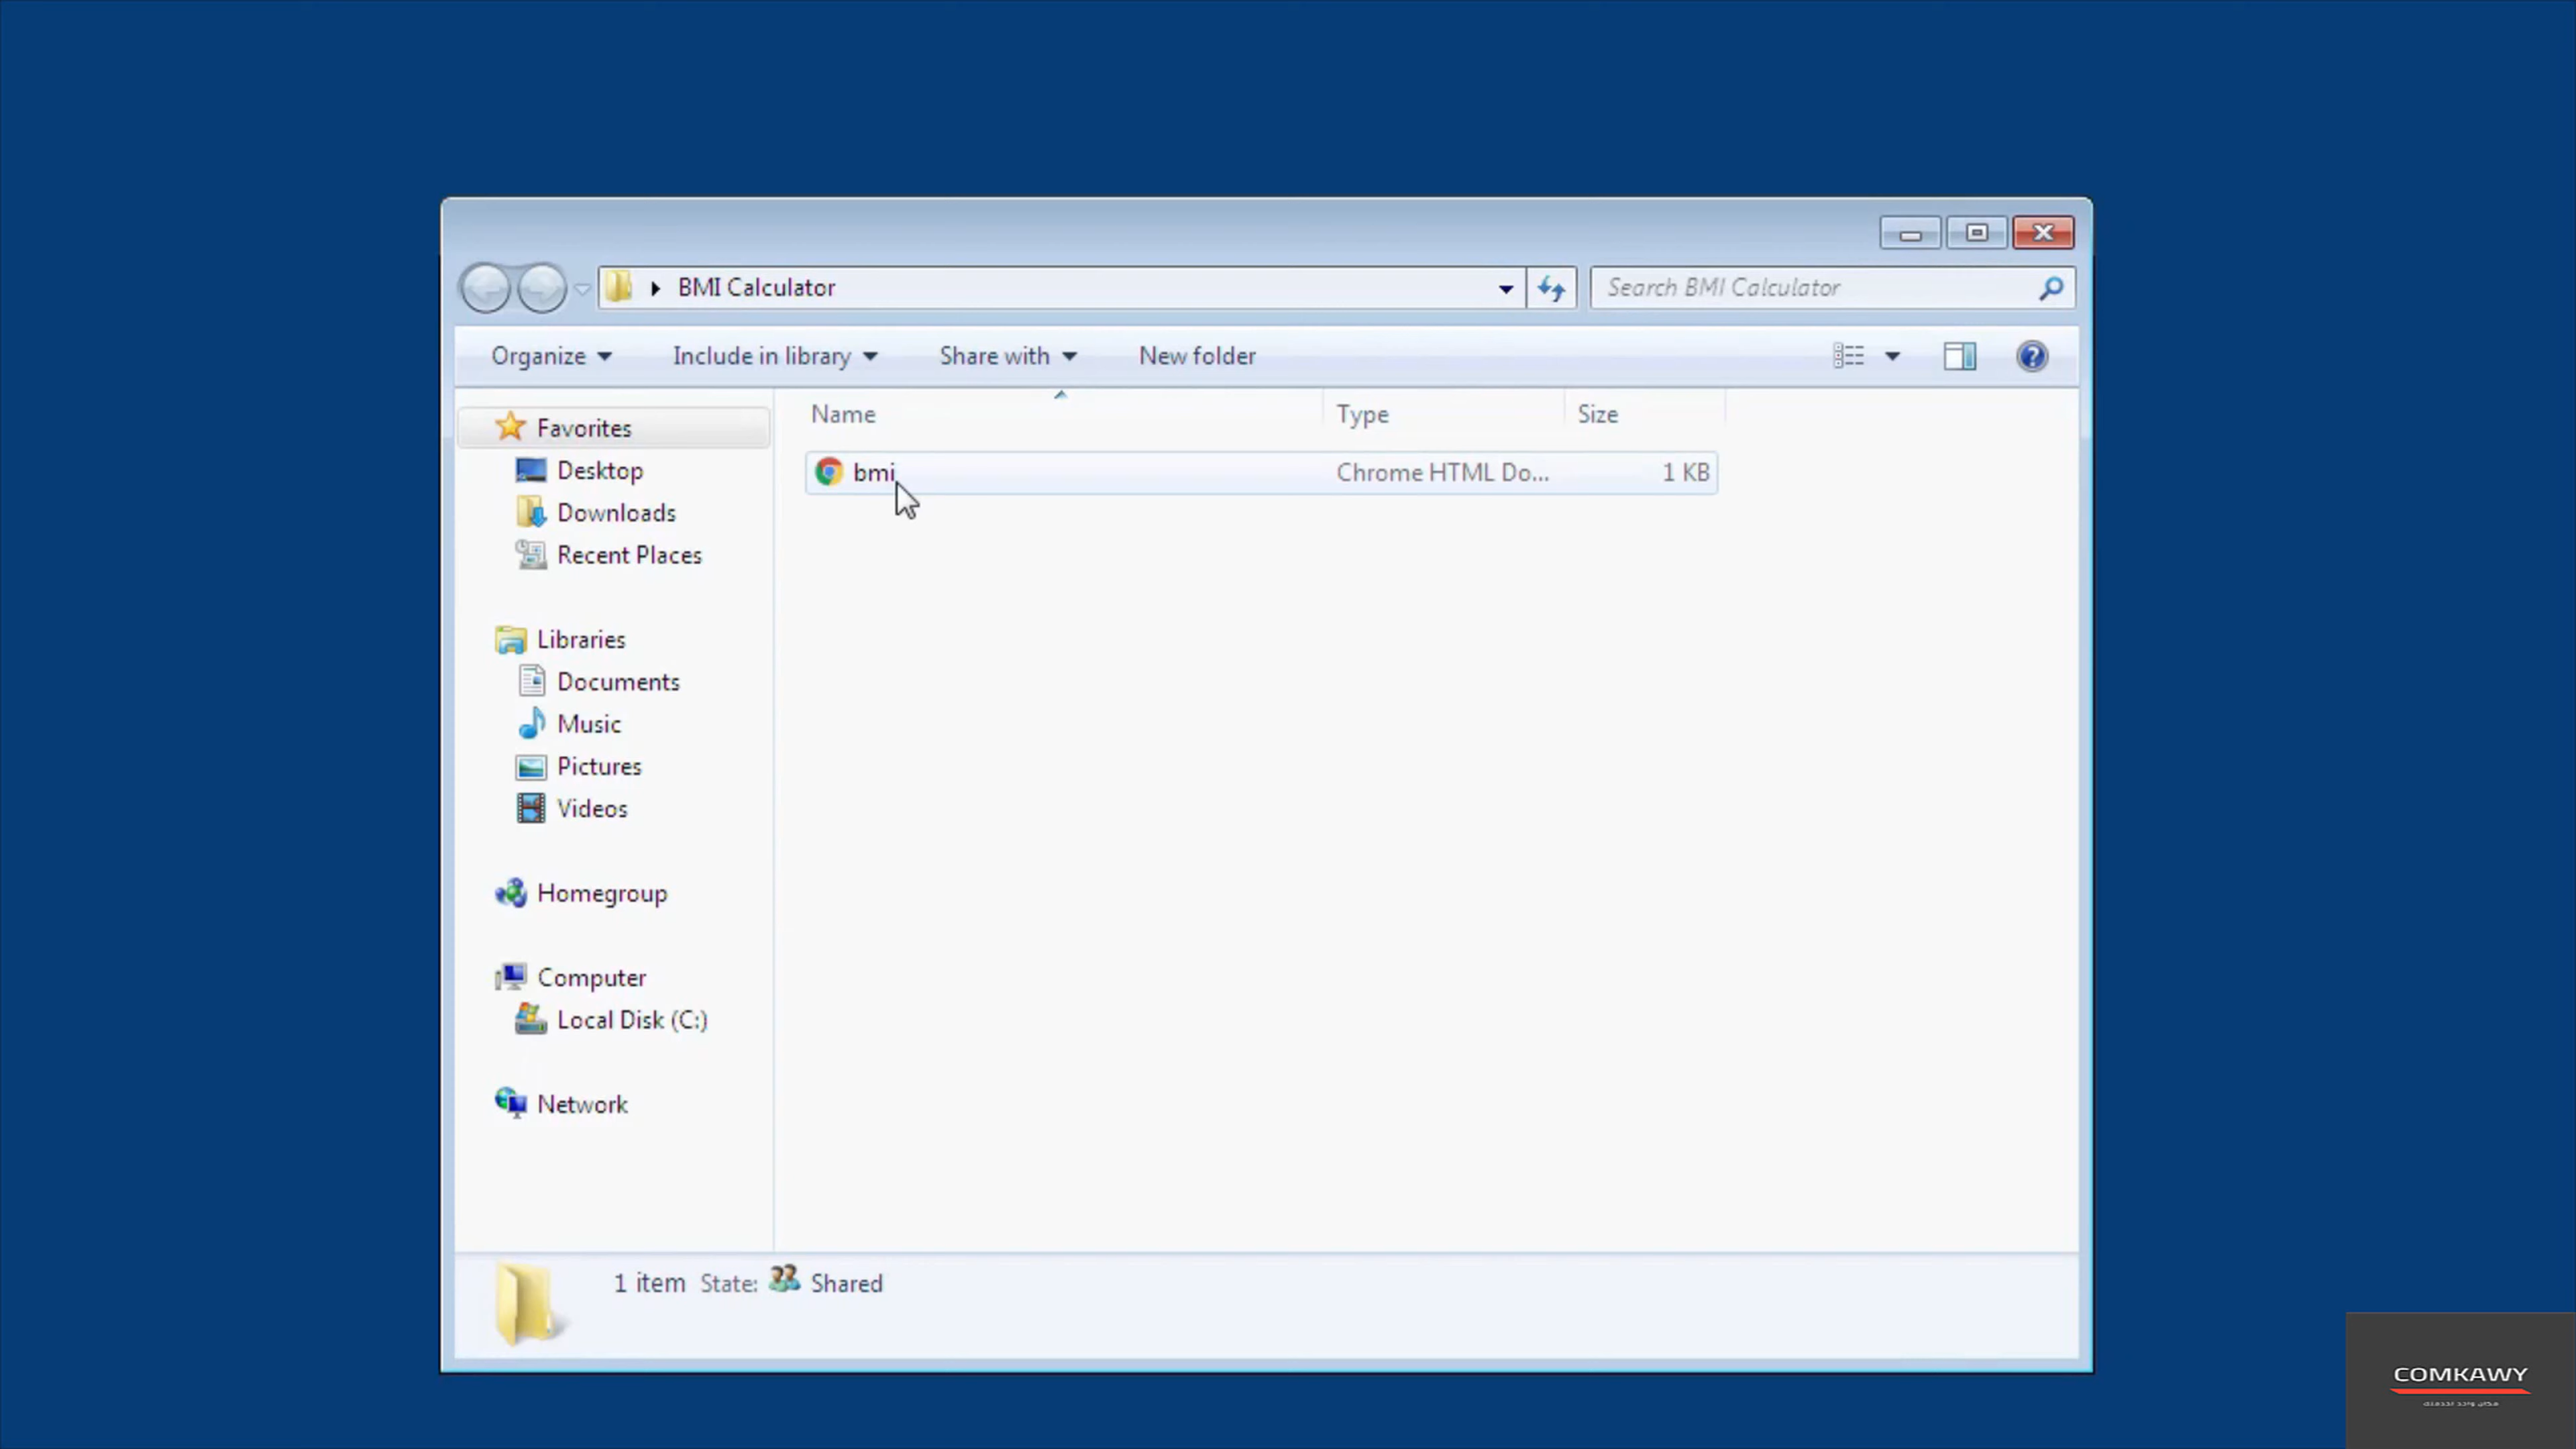 BMI Calculator
Search BMI Calculator
Organize
Include in library
Share with
New folder
Favorites
Desktop
Downloads
Recent Places
Libraries
Documents
Music
Pictures
Videos
Homegroup
Computer
Local Disk (C:)
Network
Name Type Size
bmi Chrome HTML Do... 1 KB
1 item State: Shared
COMKAWY